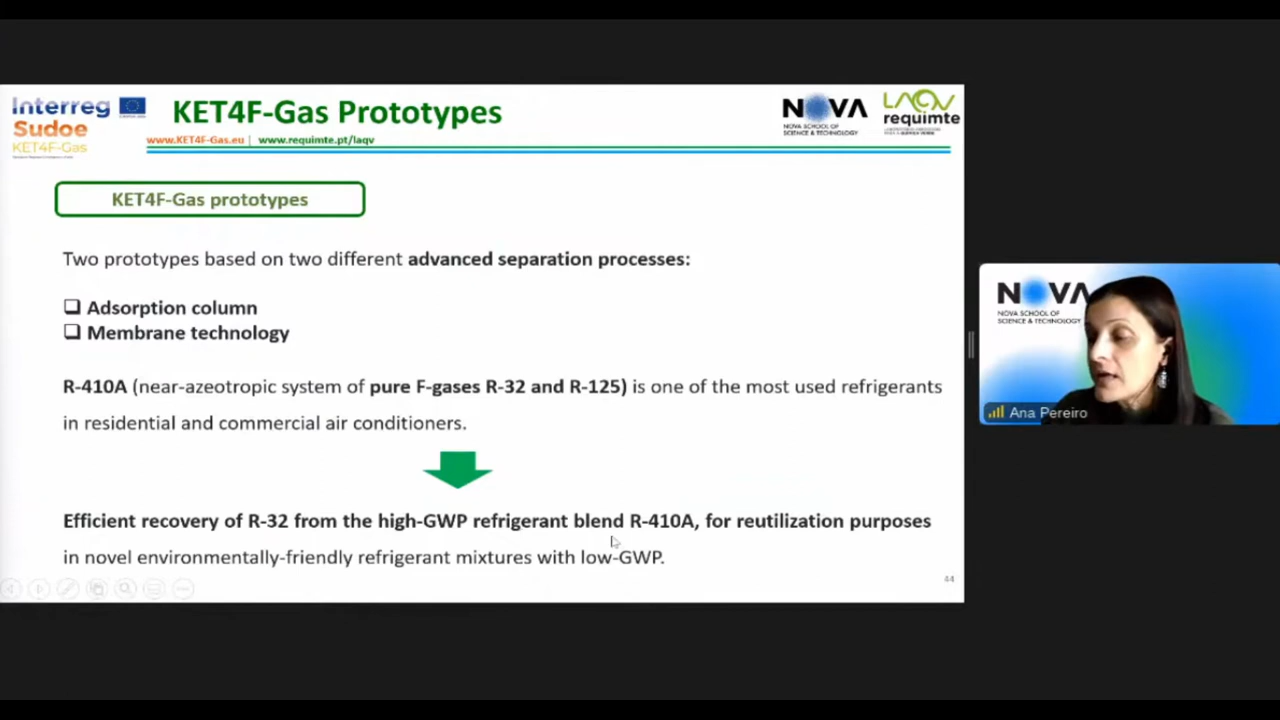 Interreg
Sudoe
KET4F-Gas
KET4F-Gas Prototypes
www.KET4F-Gas.eu | www.requimte.pt/laqv
NOVA
NOVA SCHOOL OF
SCIENCE & TECHNOLOGY
LAQV
requimte
KET4F-Gas prototypes
Two prototypes based on two different advanced separation processes:
Adsorption column
Membrane technology
R-410A (near-azeotropic system of pure F-gases R-32 and R-125) is one of the most used refrigerants
in residential and commercial air conditioners.
Efficient recovery of R-32 from the high-GWP refrigerant blend R-410A, for reutilization purposes
in novel environmentally-friendly refrigerant mixtures with low-GWP.
44
NOVA
NOVA SCHOOL OF
SCIENCE & TECHNOLOGY
Ana Pereiro